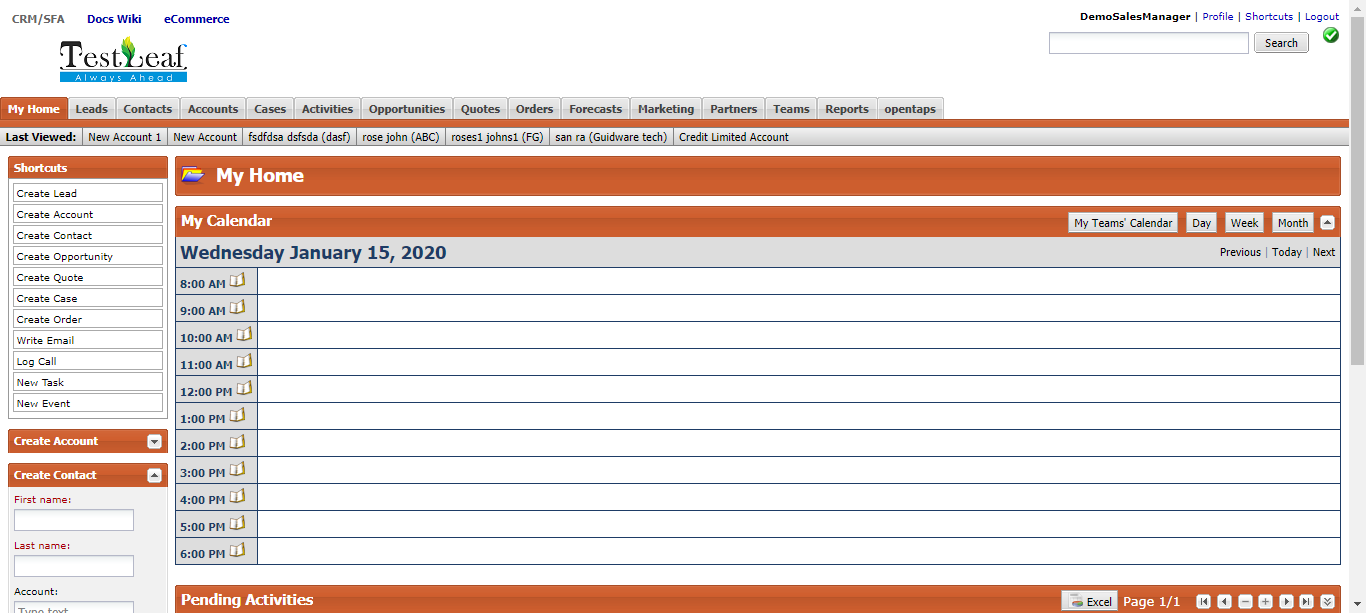 CRM/SFA Docs Wiki eCommerce
DemoSalesManager | Profile | Shortcuts | Logout
Search
TestLeaf
Always Ahead
My Home Leads Contacts Accounts Cases Activities Opportunities Quotes Orders Forecasts Marketing Partners Teams Reports opentaps
Last Viewed: New Account 1 New Account fsdfdsa dsfsda (dasf) rose john (ABC) roses1 johns1 (FG) san ra (Guidware tech) Credit Limited Account
Shortcuts
Create Lead
Create Account
Create Contact
Create Opportunity
Create Quote
Create Case
Create Order
Write Email
Log Call
New Task
New Event
Create Account
Create Contact
First name:
Last name:
Account:
Type text
My Home
My Calendar
My Teams' Calendar Day Week Month
Wednesday January 15, 2020
Previous | Today | Next
8:00 AM
9:00 AM
10:00 AM
11:00 AM
12:00 PM
1:00 PM
2:00 PM
3:00 PM
4:00 PM
5:00 PM
6:00 PM
Pending Activities
Excel Page 1/1